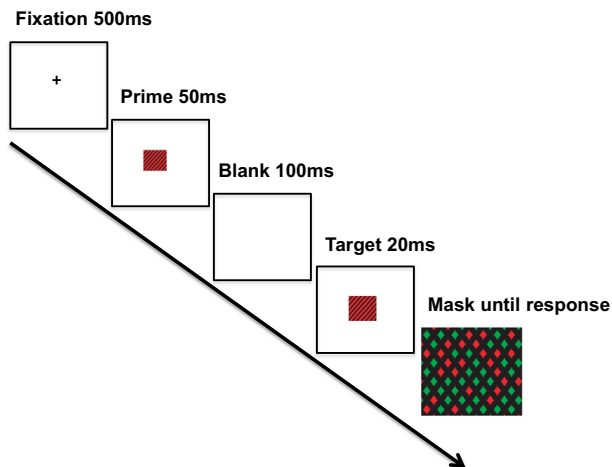 Fixation 500ms
+
Prime 50ms
Blank 100ms
Target 20ms
Mask until response